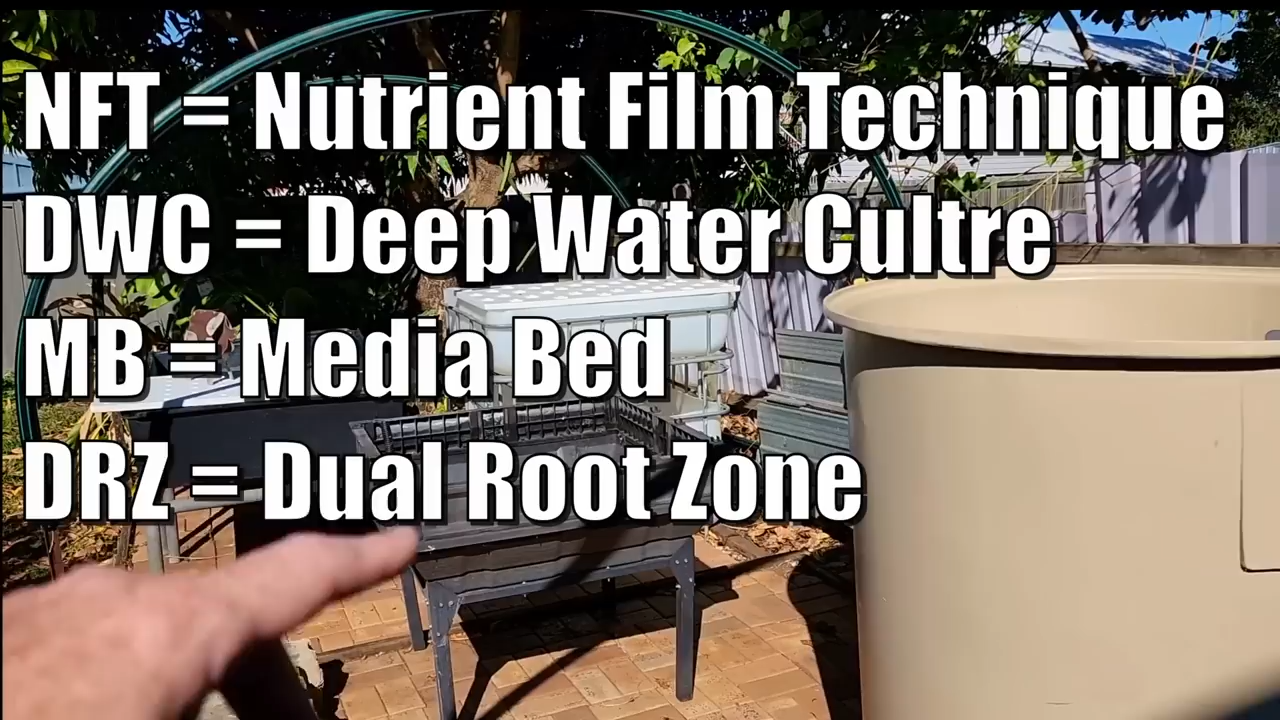 NFT = Nutrient Film Technique
DWC = Deep Water Cultre
MB = Media Bed
DRZ = Dual Root Zone